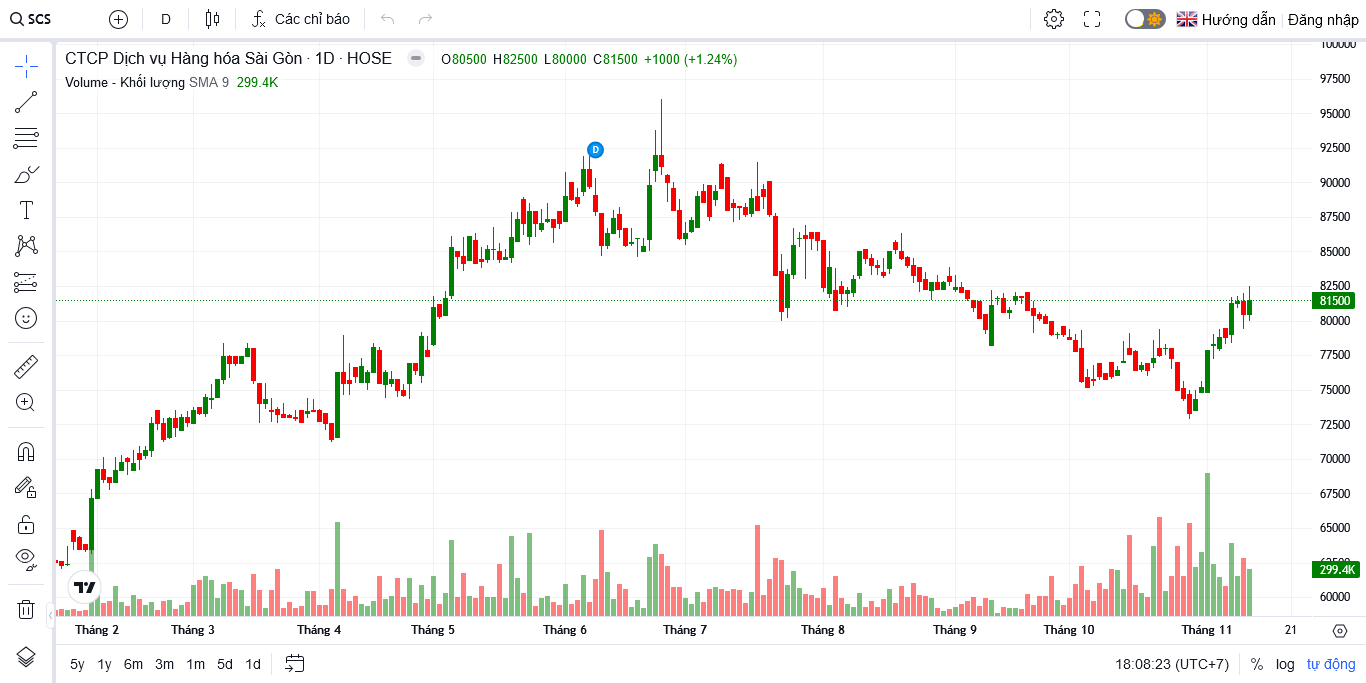 SCS D Các chỉ báo Hướng dẫn Đăng nhập
CTCP Dịch vụ Hàng hóa Sài Gòn · 1D · HOSE O80500 H82500 L80000 C81500 +1000 (+1.24%)
Volume - Khối lượng SMA 9 299.4K
D
100000
97500
95000
92500
90000
87500
85000
82500
81500
80000
77500
75000
72500
70000
67500
65000
62500
299.4K
60000
Tháng 2 Tháng 3 Tháng 4 Tháng 5 Tháng 6 Tháng 7 Tháng 8 Tháng 9 Tháng 10 Tháng 11 21
5y 1y 6m 3m 1m 5d 1d 18:08:23 (UTC+7) % log tự động